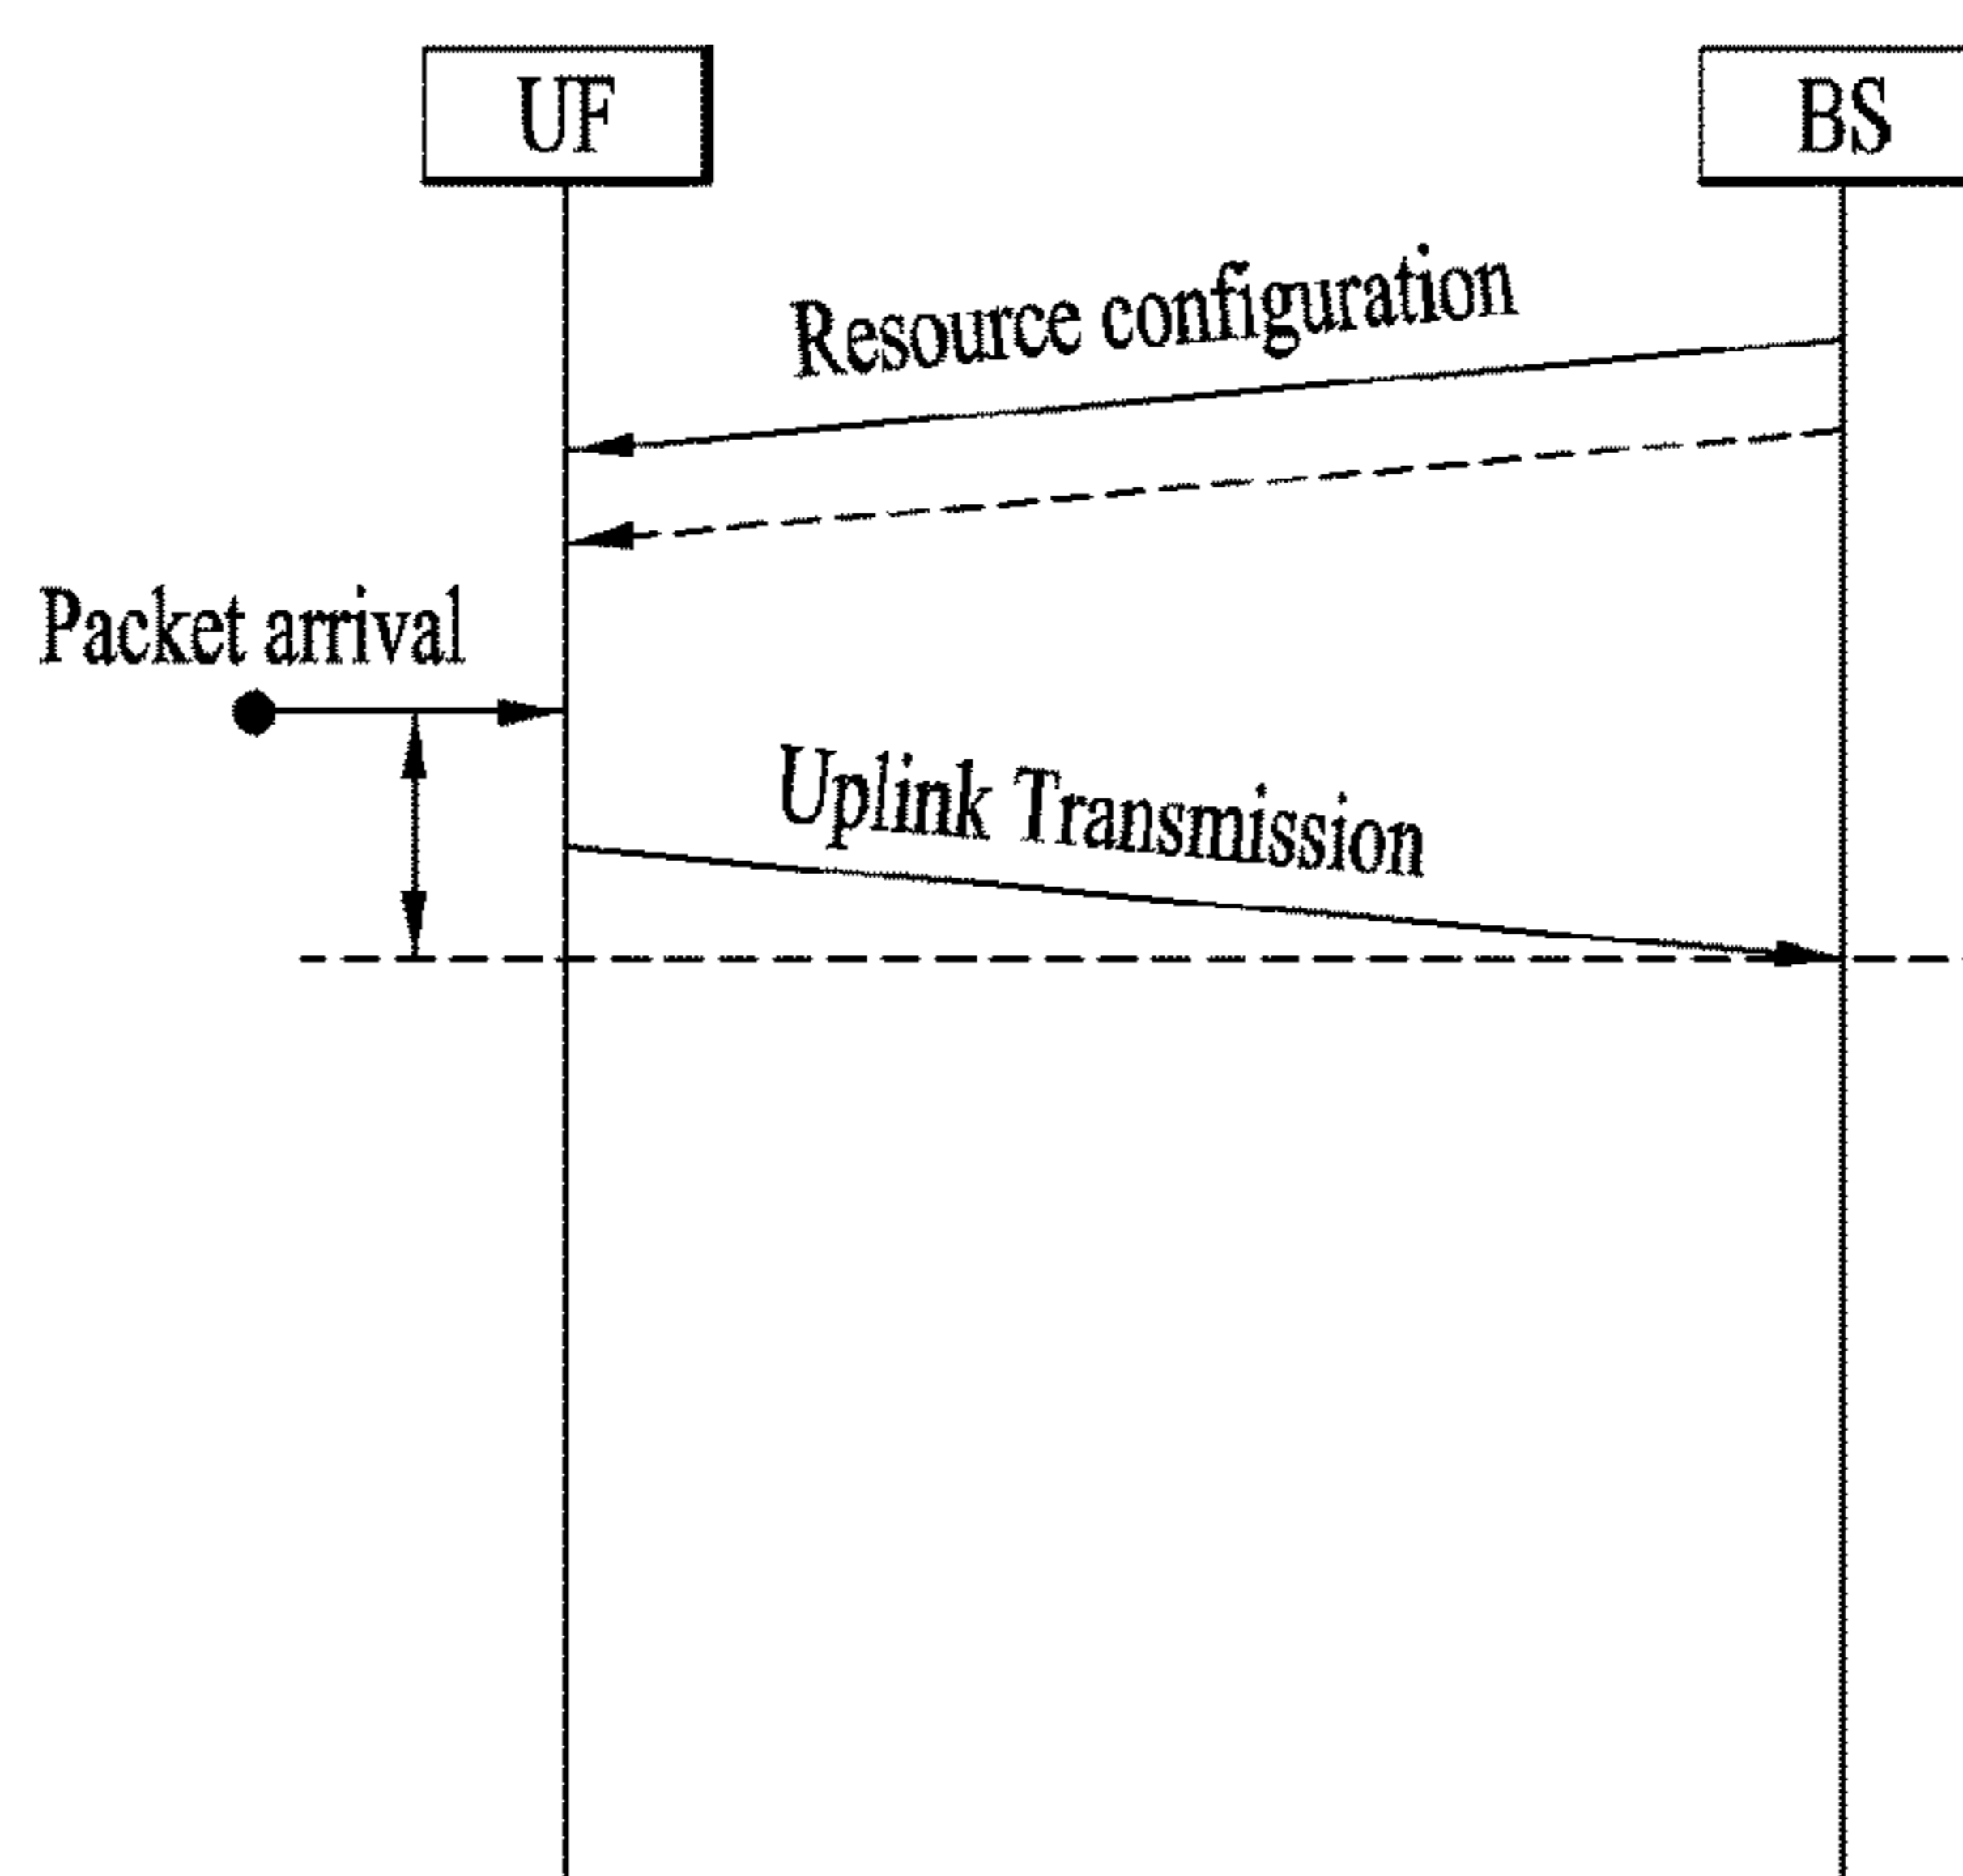 UF
BS
Resource configuration
Packet arrival
Uplink Transmission